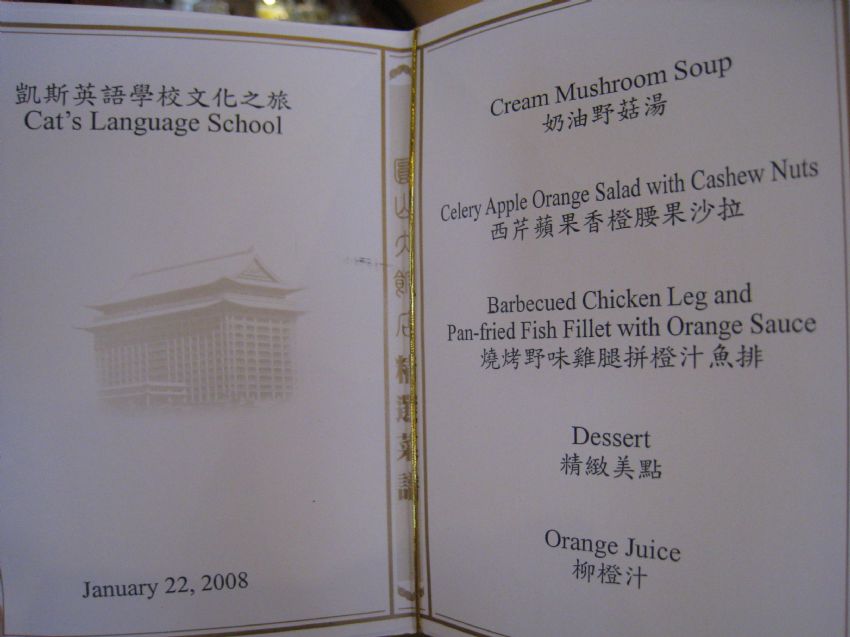 凱斯英語學校文化之旅
Cat's Language School
January 22, 2008
圓山大飯店精選菜譜
Cream Mushroom Soup
奶油野菇湯
Celery Apple Orange Salad with Cashew Nuts
西芹蘋果香橙腰果沙拉
Barbecued Chicken Leg and
Pan-fried Fish Fillet with Orange Sauce
燒烤野味雞腿拼橙汁魚排
Dessert
精緻美點
Orange Juice
柳橙汁